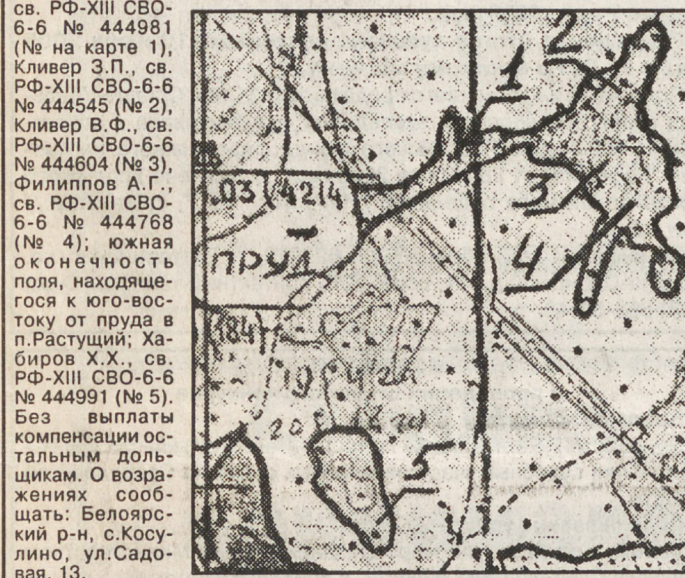 св. РФ-XIII СВО-
6-6 № 444981
(№ на карте 1),
Кливер З.П., св.
РФ-XIII СВО-6-6
№ 444545 (№ 2),
Кливер В.Ф., св.
РФ-XIII СВО-6-6
№ 444604 (№ 3),
Филиппов А.Г.,
св. РФ-XIII СВО-
6-6 № 444768
(№ 4); южная
оконечность
поля, находяще-
гося к юго-вос-
току от пруда в
п.Растущий; Ха-
биров Х.Х., св.
РФ-XIII СВО-6-6
№ 444991 (№ 5).
Без выплаты
компенсации ос-
тальным доль-
щикам. О возра-
жениях сооб-
щать: Белоярс-
кий р-н, с.Косу-
лино, ул.Садо-
вая, 13.
1
2
3
4
4214
ПРУД
184
5